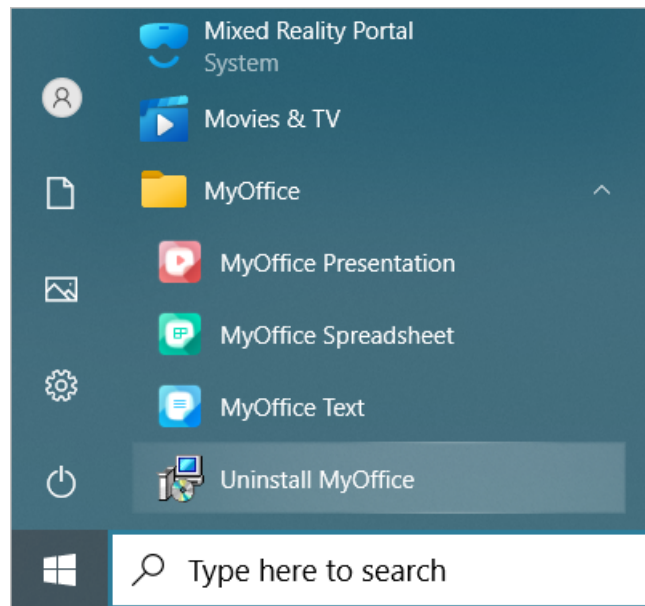 Mixed Reality Portal
System
Movies & TV
MyOffice
MyOffice Presentation
MyOffice Spreadsheet
MyOffice Text
Uninstall MyOffice
Type here to search